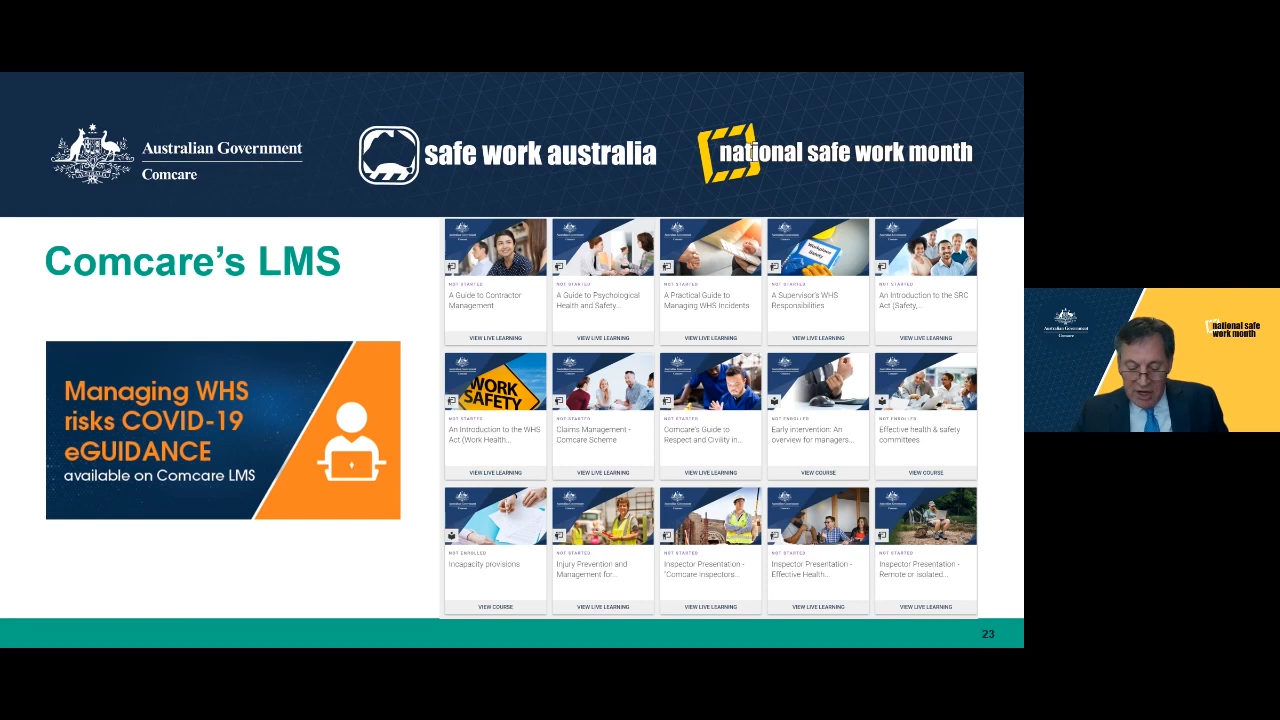 Australian Government
Comcare
safe work australia
national safe work month
Comcare's LMS
Managing WHS
risks COVID-19
eGUIDANCE
available on Comcare LMS
NOT STARTED
A Guide to Contractor
Management
VIEW LIVE LEARNING
NOT STARTED
A Guide to Psychological
Health and Safety...
VIEW LIVE LEARNING
NOT STARTED
A Practical Guide to
Managing WHS Incidents
VIEW LIVE LEARNING
Workplace
Safety
NOT STARTED
A Supervisor's WHS
Responsibilities
VIEW LIVE LEARNING
NOT STARTED
An Introduction to the SRC
Act (Safety,...
VIEW LIVE LEARNING
WORK
SAFETY
NOT STARTED
An Introduction to the WHS
Act (Work Health...
VIEW LIVE LEARNING
NOT STARTED
Claims Management -
Comcare Scheme
VIEW LIVE LEARNING
NOT STARTED
Comcare's Guide to
Respect and Civility in...
VIEW LIVE LEARNING
NOT ENROLLED
Early intervention: An
overview for managers...
VIEW COURSE
NOT ENROLLED
Effective health & safety
committees
VIEW COURSE
NOT ENROLLED
Incapacity provisions
VIEW COURSE
NOT STARTED
Injury Prevention and
Management for...
VIEW LIVE LEARNING
NOT STARTED
Inspector Presentation -
"Comcare Inspectors...
VIEW LIVE LEARNING
NOT STARTED
Inspector Presentation -
Effective Health...
VIEW LIVE LEARNING
NOT STARTED
Inspector Presentation -
Remote or isolated...
VIEW LIVE LEARNING
23
Australian Government
Comcare
national safe
work month